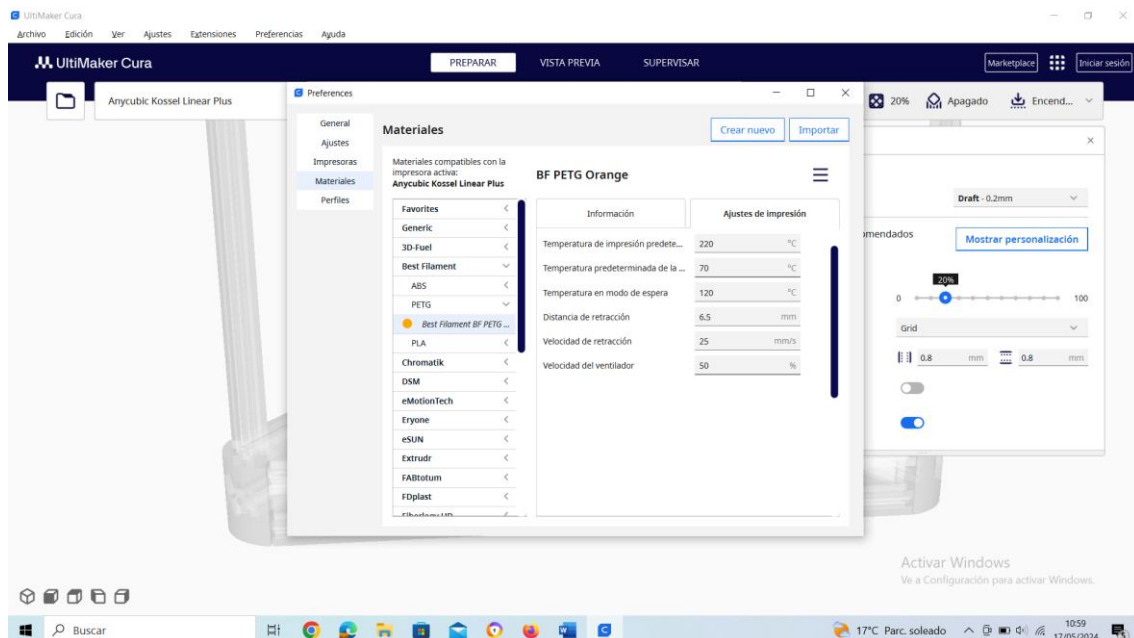 UltiMaker Cura
Archivo Edición Ver Ajustes Extensiones Preferencias Ayuda
UltiMaker Cura PREPARAR VISTA PREVIA SUPERVISAR Marketplace Iniciar sesión
Anycubic Kossel Linear Plus
20% Apagado Encend...
Preferences
General
Ajustes
Impresoras
Materiales
Perfiles
Materiales Crear nuevo Importar
Materiales compatibles con la
impresora activa:
Anycubic Kossel Linear Plus
Favorites
Generic
3D-Fuel
Best Filament
ABS
PETG
Best Filament BF PETG ...
PLA
Chromatik
DSM
eMotionTech
Eryone
eSUN
Extrudr
FABtotum
FDplast
BF PETG Orange
Información Ajustes de impresión
Temperatura de impresión predete... 220 °C
Temperatura predeterminada de la ... 70 °C
Temperatura en modo de espera 120 °C
Distancia de retracción 6.5 mm
Velocidad de retracción 25 mm/s
Velocidad del ventilador 50 %
Draft - 0.2mm
omendados Mostrar personalización
20%
0 100
Grid
0.8 mm 0.8 mm
Activar Windows
Ve a Configuración para activar Windows.
Buscar 17°C Parc. soleado 10:59
17/05/2024